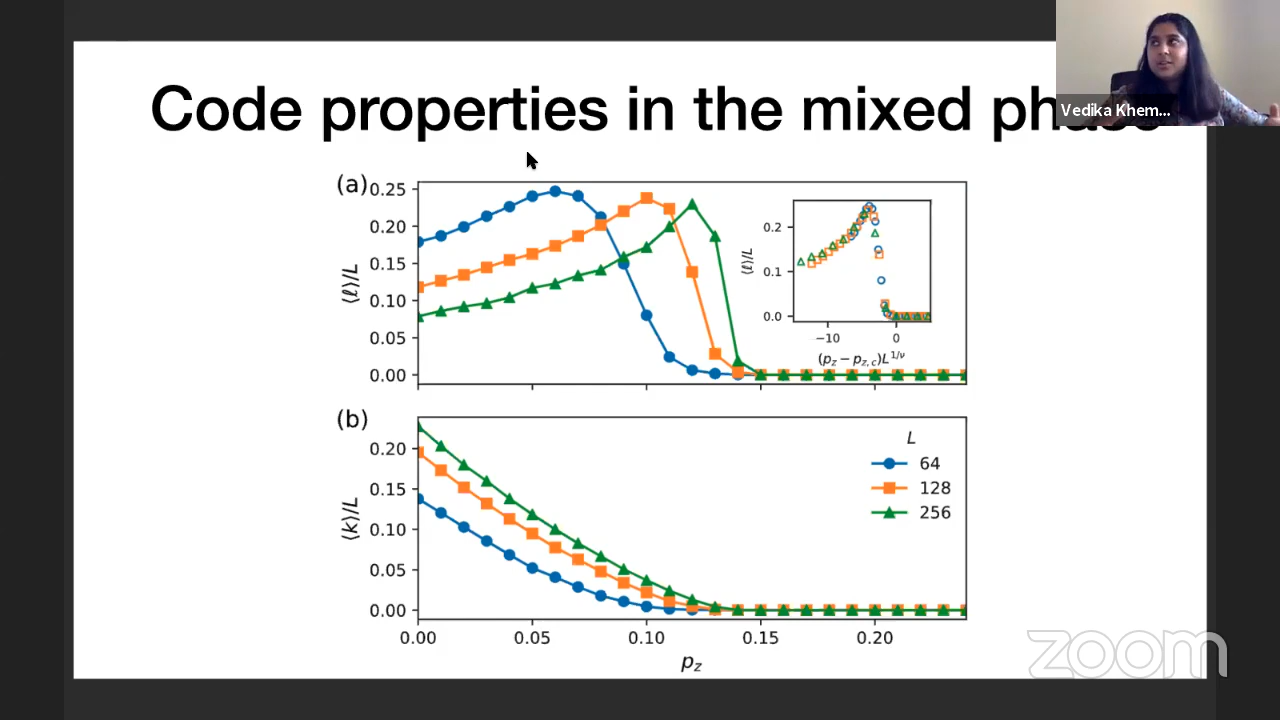 Code properties in the mixed phase
Vedika Khem...
(a)
0.25
0.20
0.15
0.10
0.05
0.00
⟨ℓ⟩/L
0.2
0.1
0.0
⟨ℓ⟩/L
−10 0
(p_z − p_{z,c})L^{1/ν}
(b)
0.20
0.15
0.10
0.05
0.00
⟨k⟩/L
L
64
128
256
0.00 0.05 0.10 0.15 0.20
p_z
zoom